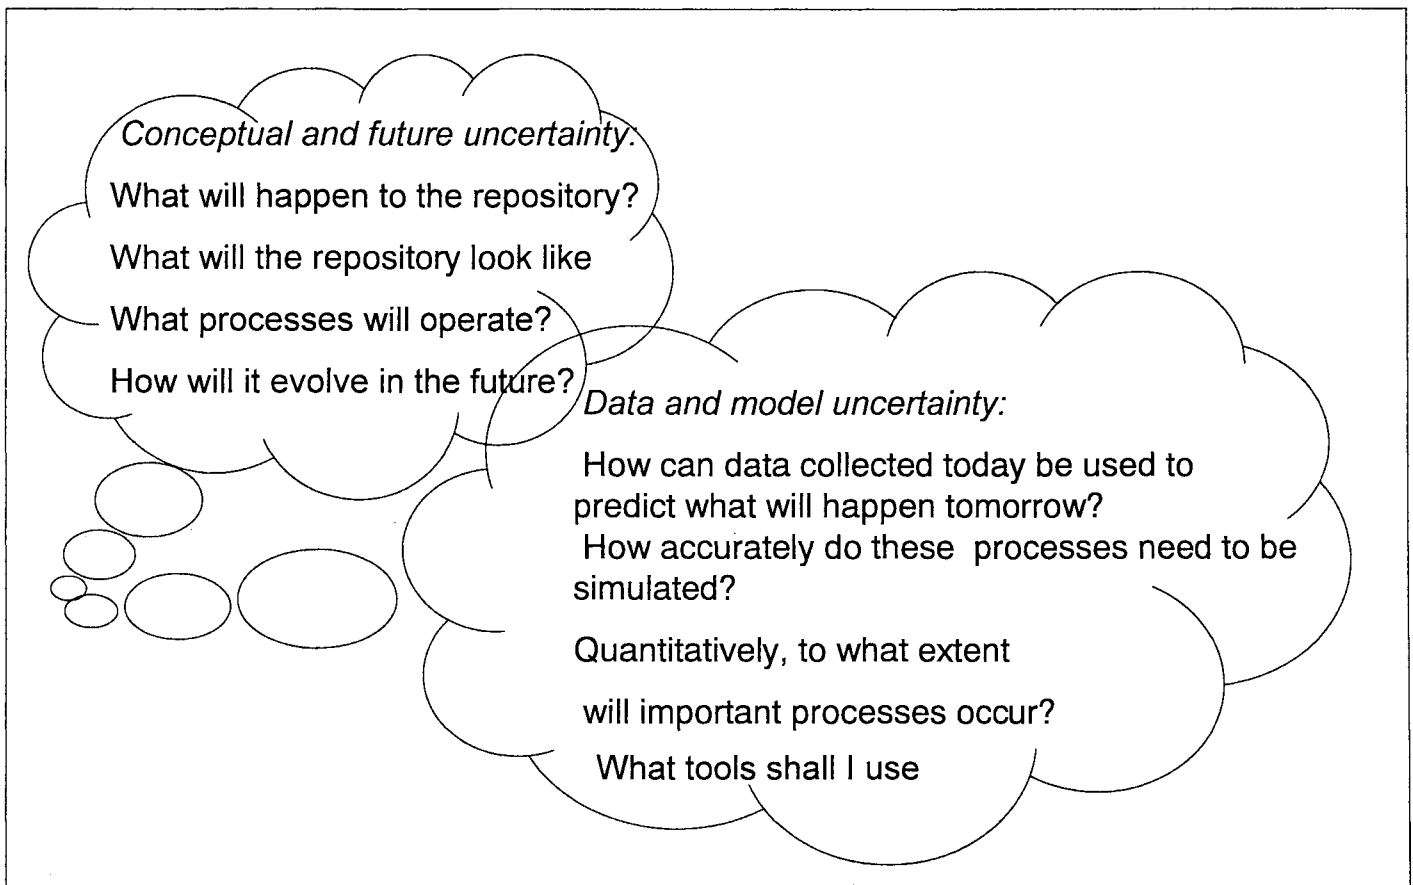 Conceptual and future uncertainty:
What will happen to the repository?
What will the repository look like
What processes will operate?
How will it evolve in the future?
Data and model uncertainty:
How can data collected today be used to
predict what will happen tomorrow?
How accurately do these processes need to be
simulated?
Quantitatively, to what extent
will important processes occur?
What tools shall I use